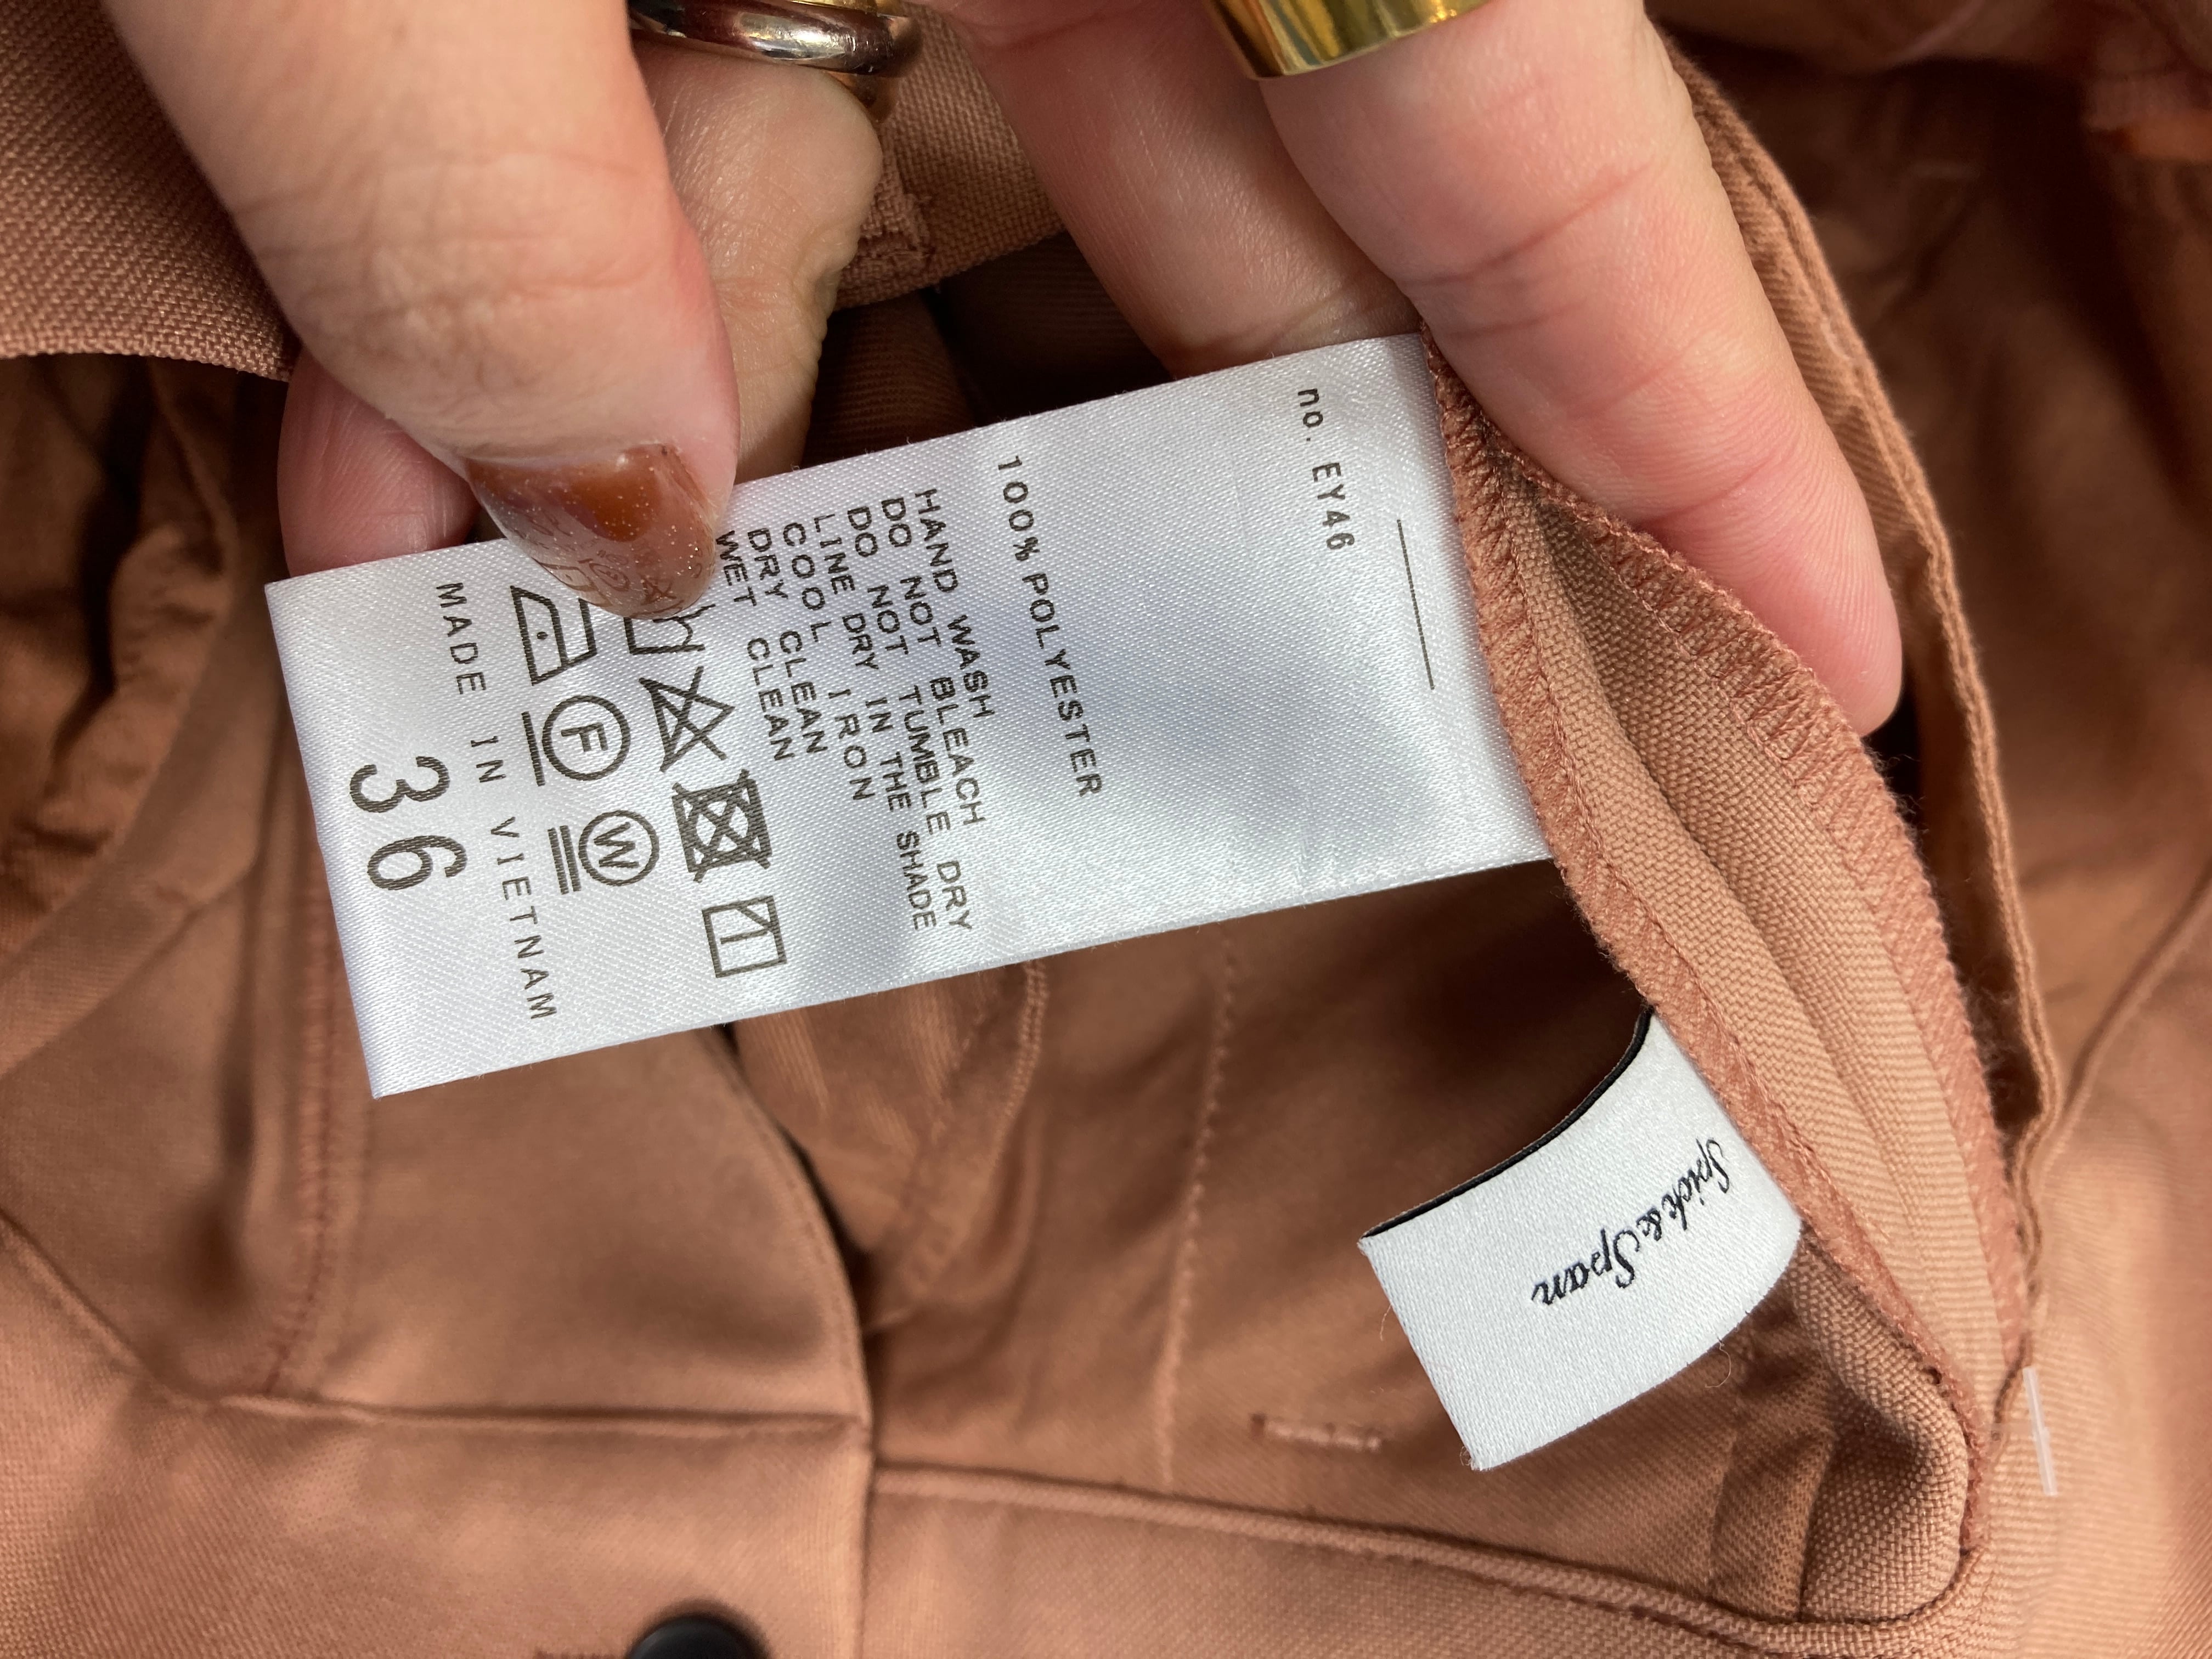 no. EY46
100% POLYESTER
HAND WASH
DO NOT BLEACH
DO NOT TUMBLE DRY
LINE DRY IN THE SHADE
COOL IRON
DRY CLEAN
WET CLEAN
F W
MADE IN VIETNAM
36
Spick & Span